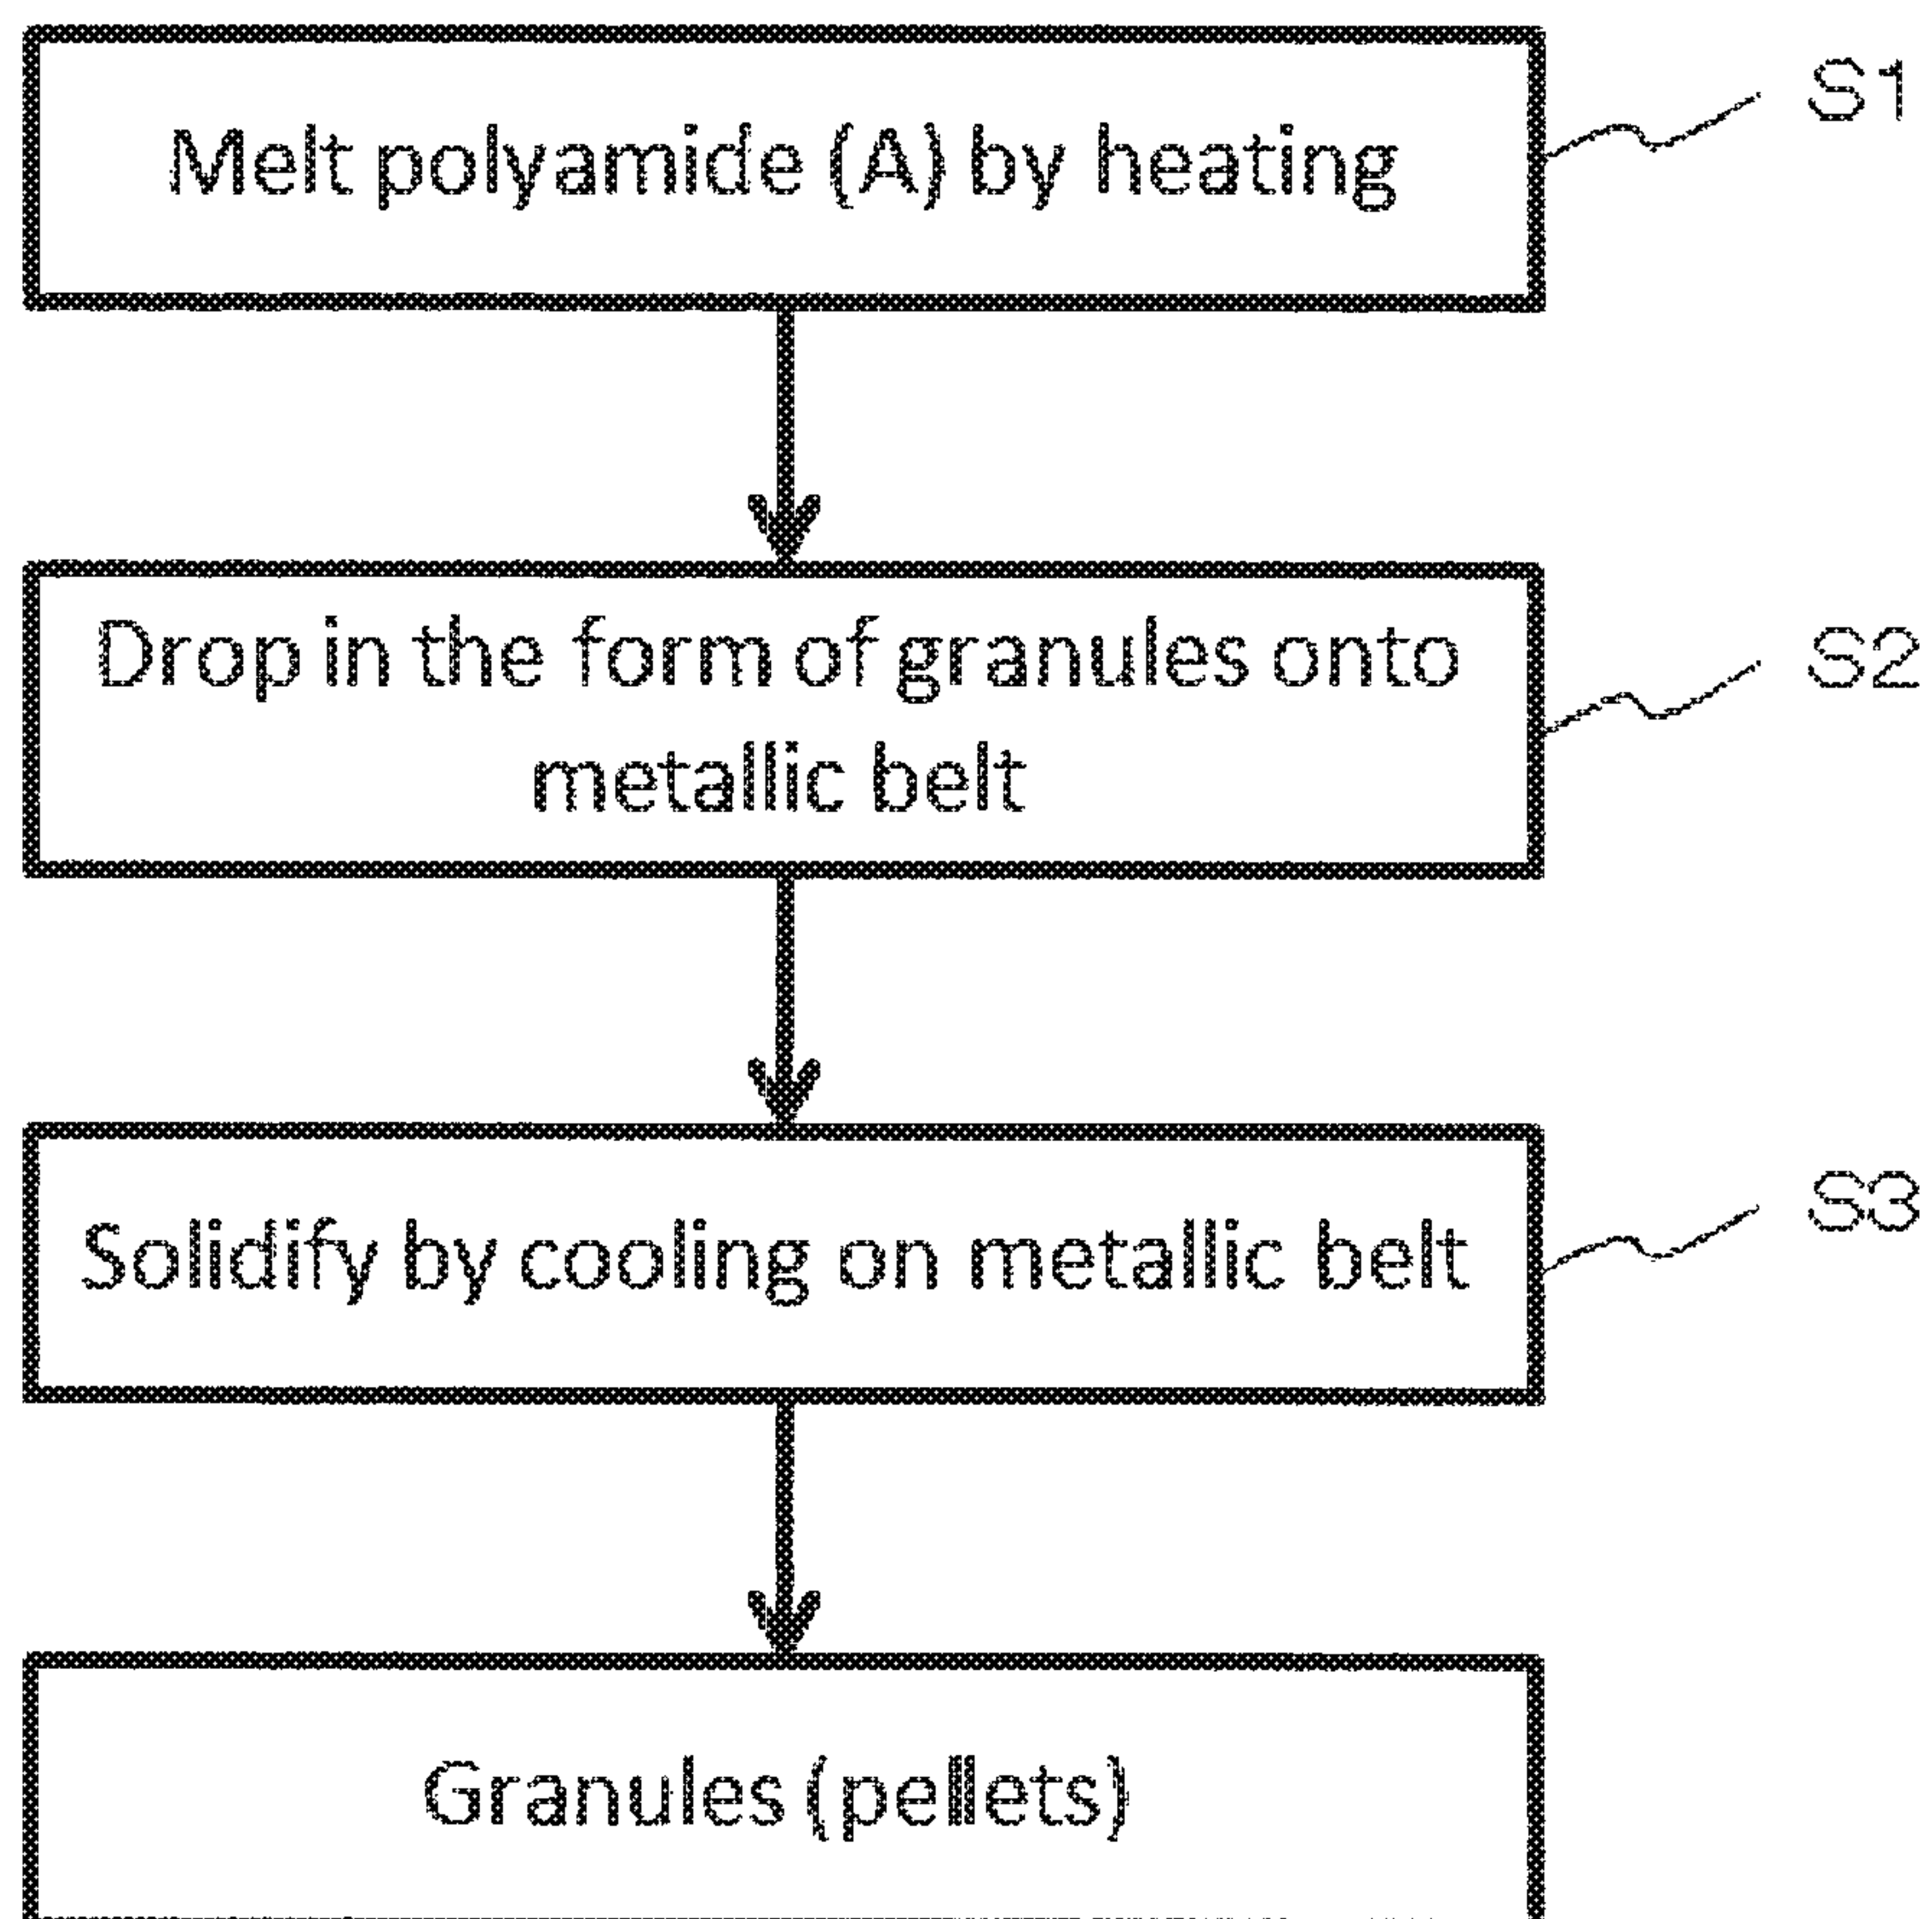 Melt polyamide (A) by heating
S1
Drop in the form of granules onto
metallic belt
S2
Solidify by cooling on metallic belt
S3
Granules (pellets)